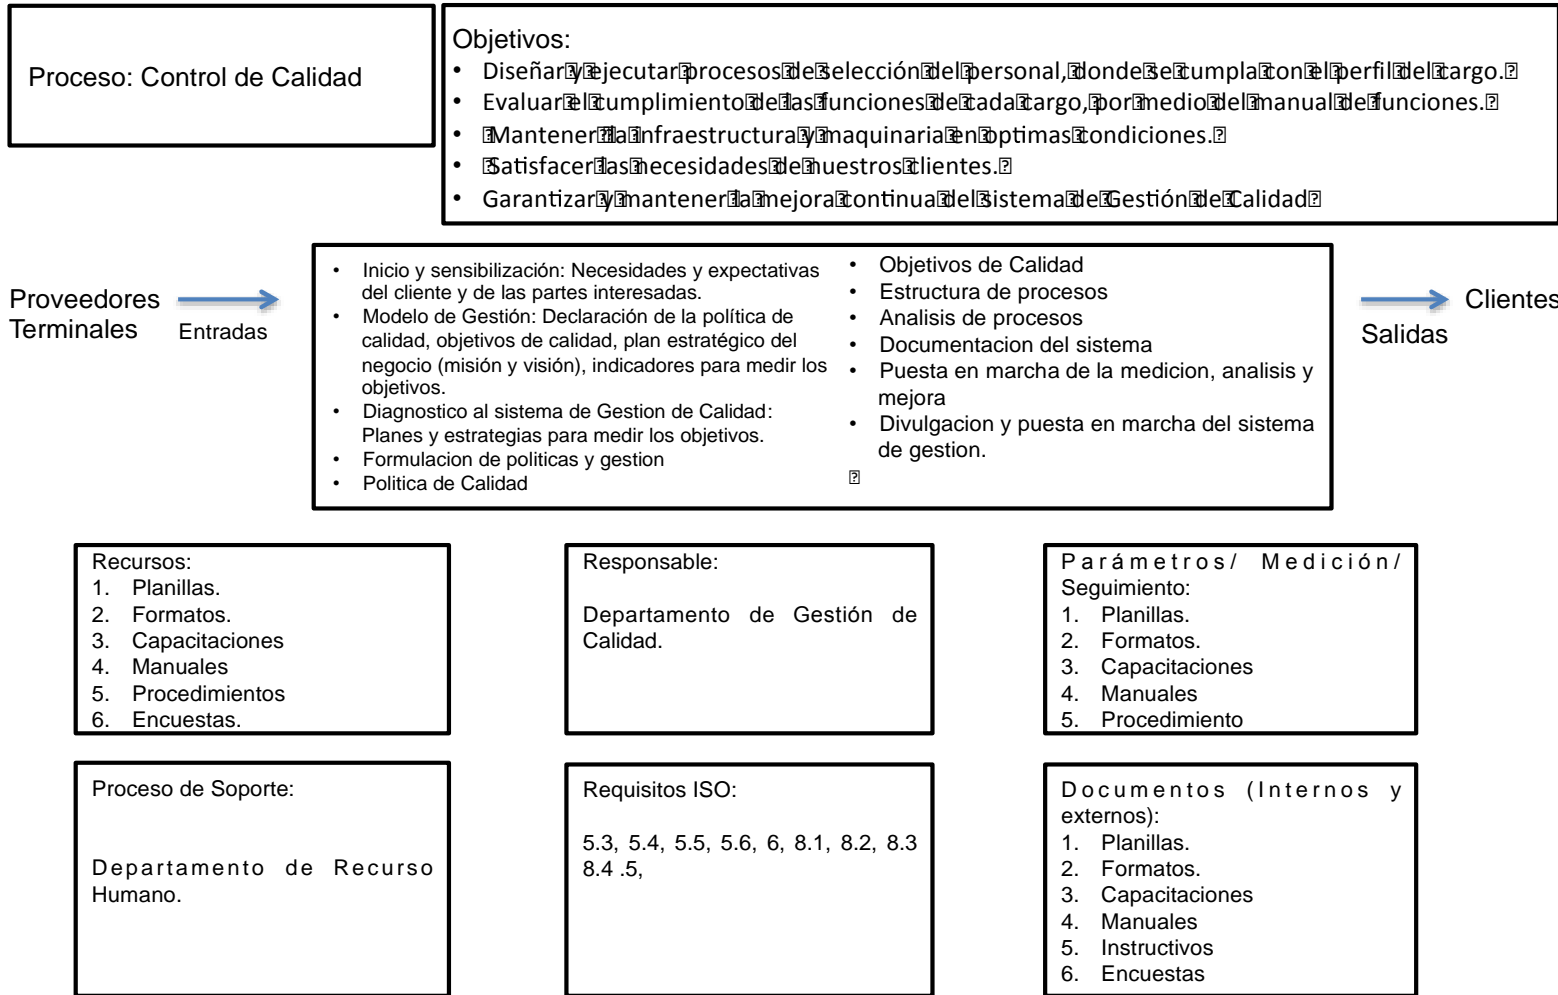 Proceso: Control de Calidad
Objetivos:
• Diseñar y ejecutar procesos de selección del personal, donde se cumpla con el perfil del cargo.
• Evaluar el cumplimiento de las funciones de cada cargo, por medio del manual de funciones.
• Mantener la infraestructura y maquinaria en optimas condiciones.
• Satisfacer las necesidades de nuestros clientes.
• Garantizar y mantener la mejora continua del sistema de Gestión de Calidad
Proveedores
Terminales
Entradas
• Inicio y sensibilización: Necesidades y expectativas
del cliente y de las partes interesadas.
• Modelo de Gestión: Declaración de la política de
calidad, objetivos de calidad, plan estratégico del
negocio (misión y visión), indicadores para medir los
objetivos.
• Diagnostico al sistema de Gestion de Calidad:
Planes y estrategias para medir los objetivos.
• Formulacion de politicas y gestion
• Politica de Calidad
• Objetivos de Calidad
• Estructura de procesos
• Analisis de procesos
• Documentacion del sistema
• Puesta en marcha de la medicion, analisis y
mejora
• Divulgacion y puesta en marcha del sistema
de gestion.
Clientes
Salidas
Recursos:
1. Planillas.
2. Formatos.
3. Capacitaciones
4. Manuales
5. Procedimientos
6. Encuestas.
Responsable:
Departamento de Gestión de
Calidad.
Parámetros/ Medición/
Seguimiento:
1. Planillas.
2. Formatos.
3. Capacitaciones
4. Manuales
5. Procedimiento
Proceso de Soporte:
Departamento de Recurso
Humano.
Requisitos ISO:
5.3, 5.4, 5.5, 5.6, 6, 8.1, 8.2, 8.3
8.4 .5,
Documentos (Internos y
externos):
1. Planillas.
2. Formatos.
3. Capacitaciones
4. Manuales
5. Instructivos
6. Encuestas